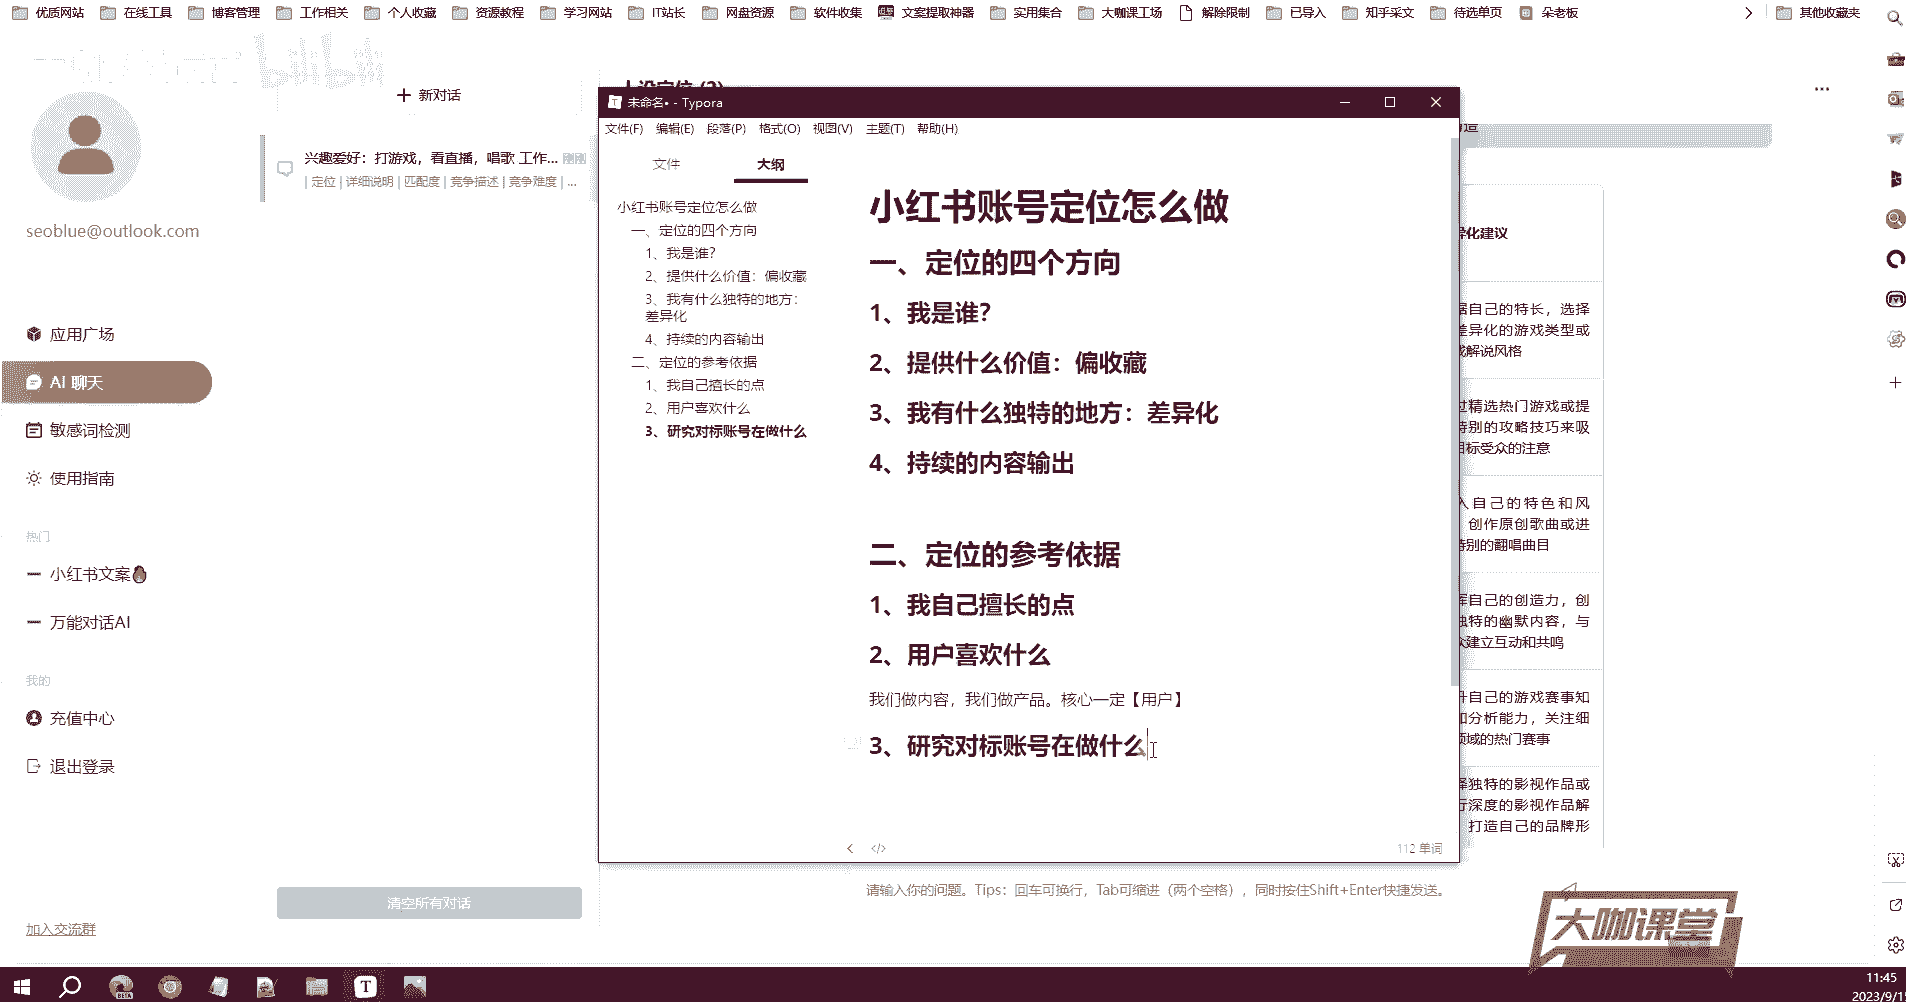 优质网站 在线工具 博客管理 工作相关 个人收藏 资源教程 学习网站 IT站长 网盘资源 软件收集 文案提取神器 实用集合 大咖课工场 解除限制 已导入 知乎采文 待选单页 朵老板 其他收藏夹
bilibili
seoblue@outlook.com
应用广场
AI 聊天
敏感词检测
使用指南
热门
小红书文案
万能对话AI
我的
充值中心
退出登录
加入交流群
新对话
兴趣爱好：打游戏，看直播，唱歌 工作... 刚刚
| 定位 | 详细说明 | 匹配度 | 竞争描述 | 竞争难度 | ...
清空所有对话
人设定位 (2)
未命名• - Typora
文件(F) 编辑(E) 段落(P) 格式(O) 视图(V) 主题(T) 帮助(H)
文件 大纲
小红书账号定位怎么做
一、定位的四个方向
1、我是谁？
2、提供什么价值：偏收藏
3、我有什么独特的地方：
差异化
4、持续的内容输出
二、定位的参考依据
1、我自己擅长的点
2、用户喜欢什么
3、研究对标账号在做什么
小红书账号定位怎么做
一、定位的四个方向
1、我是谁？
2、提供什么价值：偏收藏
3、我有什么独特的地方：差异化
4、持续的内容输出
二、定位的参考依据
1、我自己擅长的点
2、用户喜欢什么
我们做内容，我们做产品。核心一定【用户】
3、研究对标账号在做什么
112 单词
造
异化建议
据自己的特长，选择
差异化的游戏类型或
戏解说风格
过精选热门游戏或提
特别的攻略技巧来吸
目标受众的注意
入自己的特色和风
创作原创歌曲或进
特别的翻唱曲目
挥自己的创造力，创
独特的幽默内容，与
众建立互动和共鸣
升自己的游戏赛事知
和分析能力，关注细
领域的热门赛事
择独特的影视作品或
行深度的影视作品解
打造自己的品牌形
请输入你的问题。Tips：回车可换行，Tab可缩进（两个空格），同时按住Shift+Enter快捷发送。
大咖课堂
BETA
11:45
2023/9/1